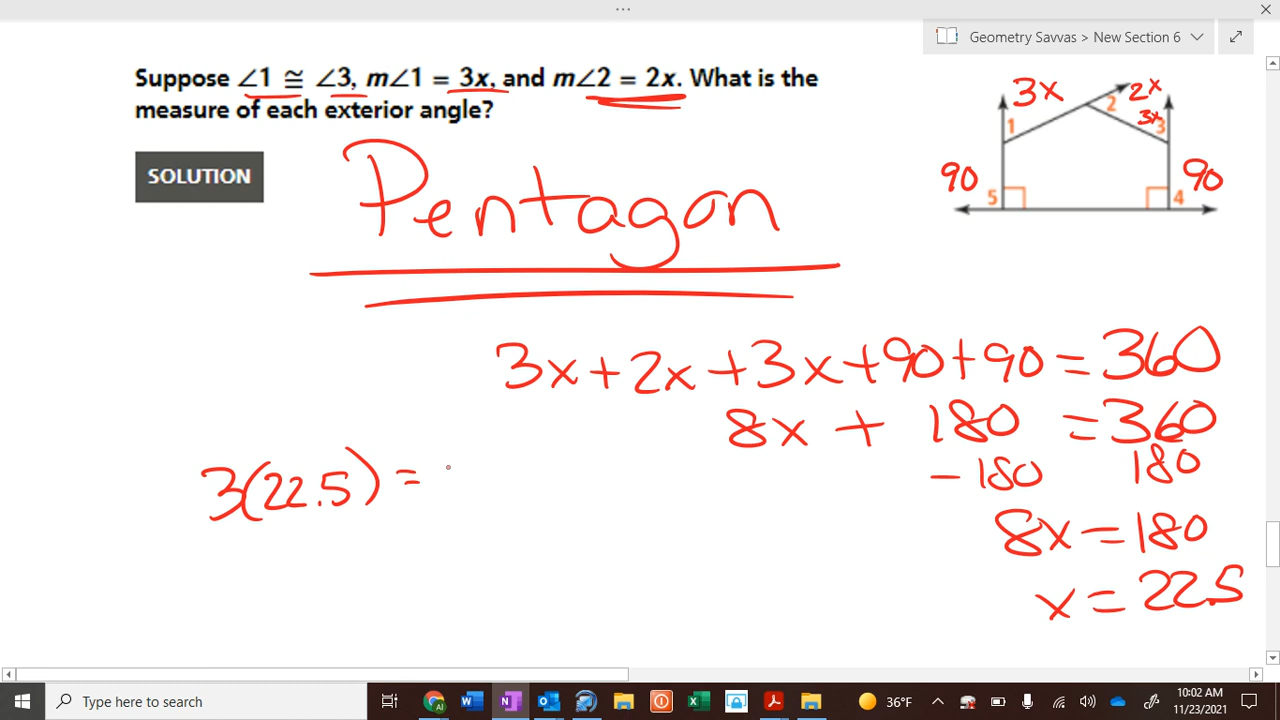 Geometry Savvas > New Section 6
Suppose ∠1 ≅ ∠3, m∠1 = 3x, and m∠2 = 2x. What is the
measure of each exterior angle?
SOLUTION
Pentagon
3x 2x
1 2 3x 3
90 90
5 4
3x + 2x + 3x + 90 + 90 = 360
8x + 180 = 360
- 180 180
3(22.5) =
8x = 180
x = 22.5
Type here to search
36°F
10:02 AM
11/23/2021